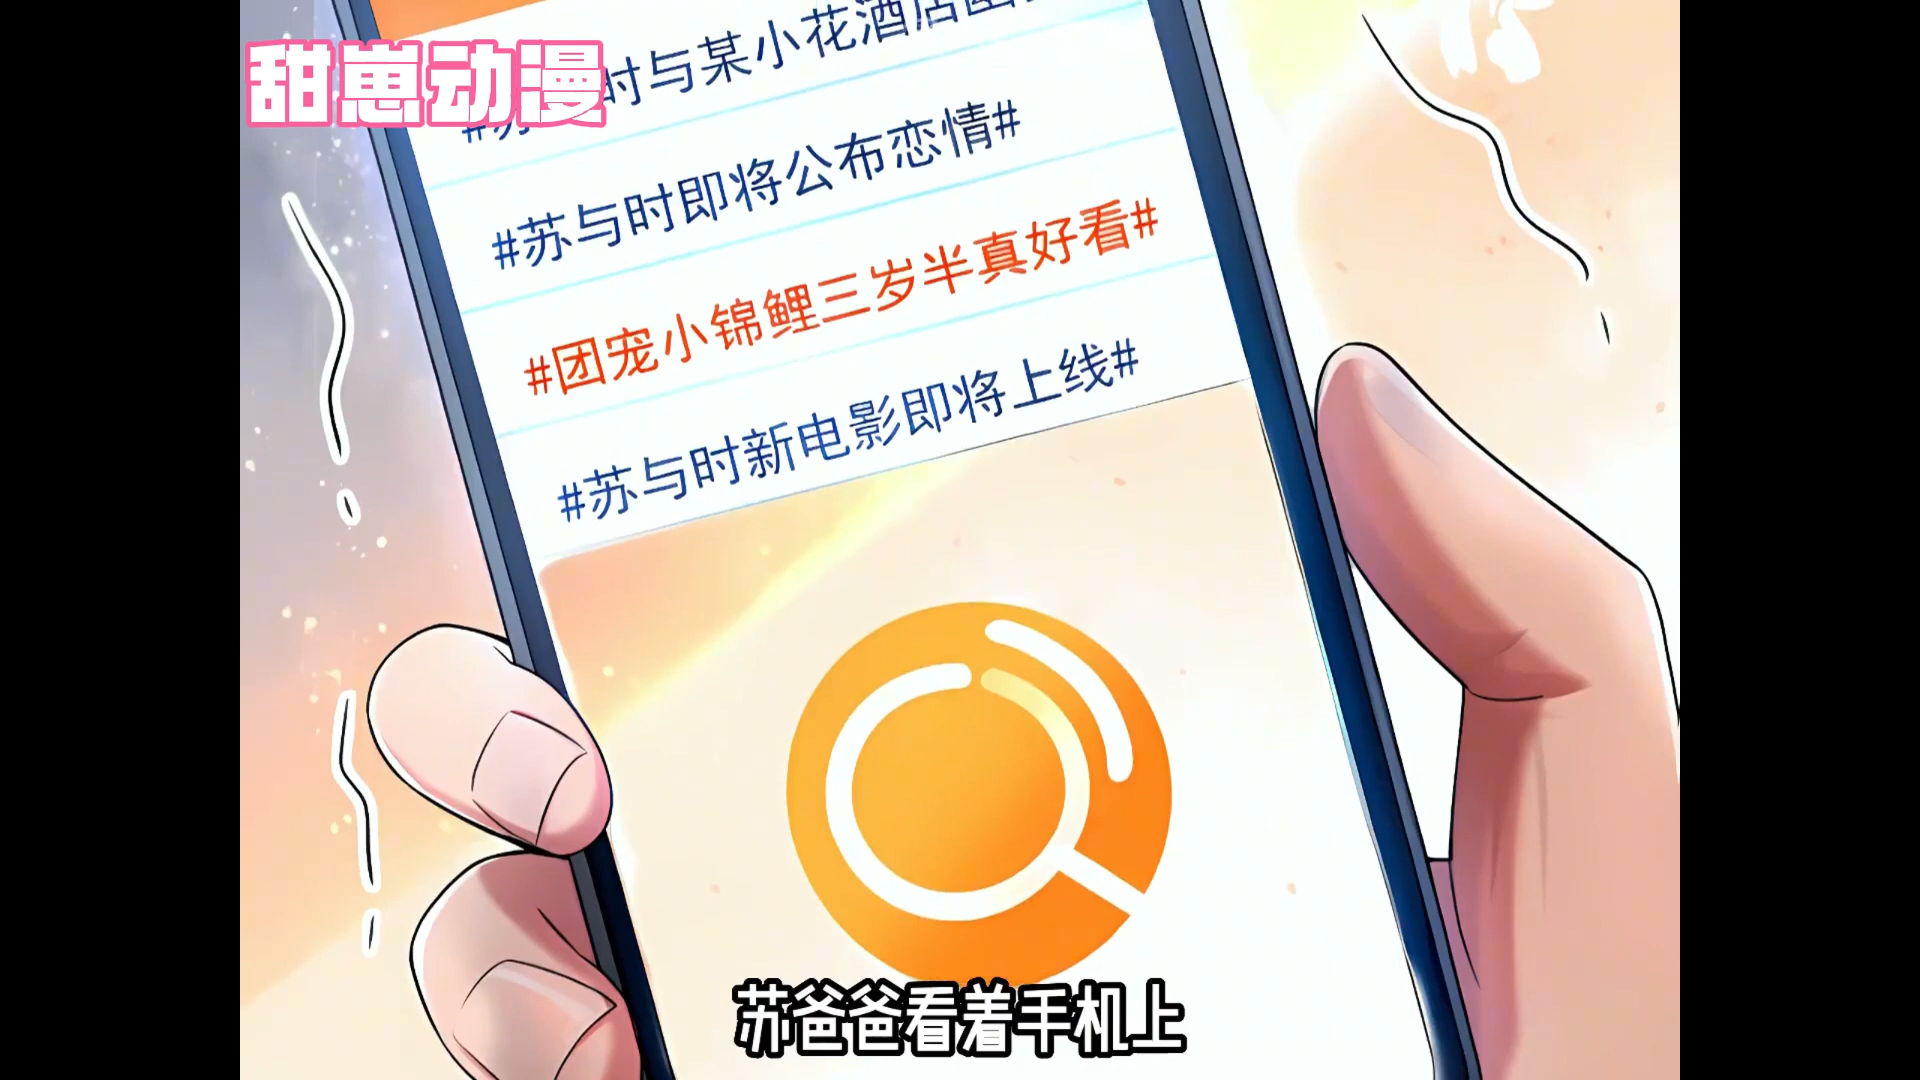 甜崽动漫
时与某小花酒店
#苏与时即将公布恋情#
#团宠小锦鲤三岁半真好看#
#苏与时新电影即将上线#
苏爸爸看着手机上